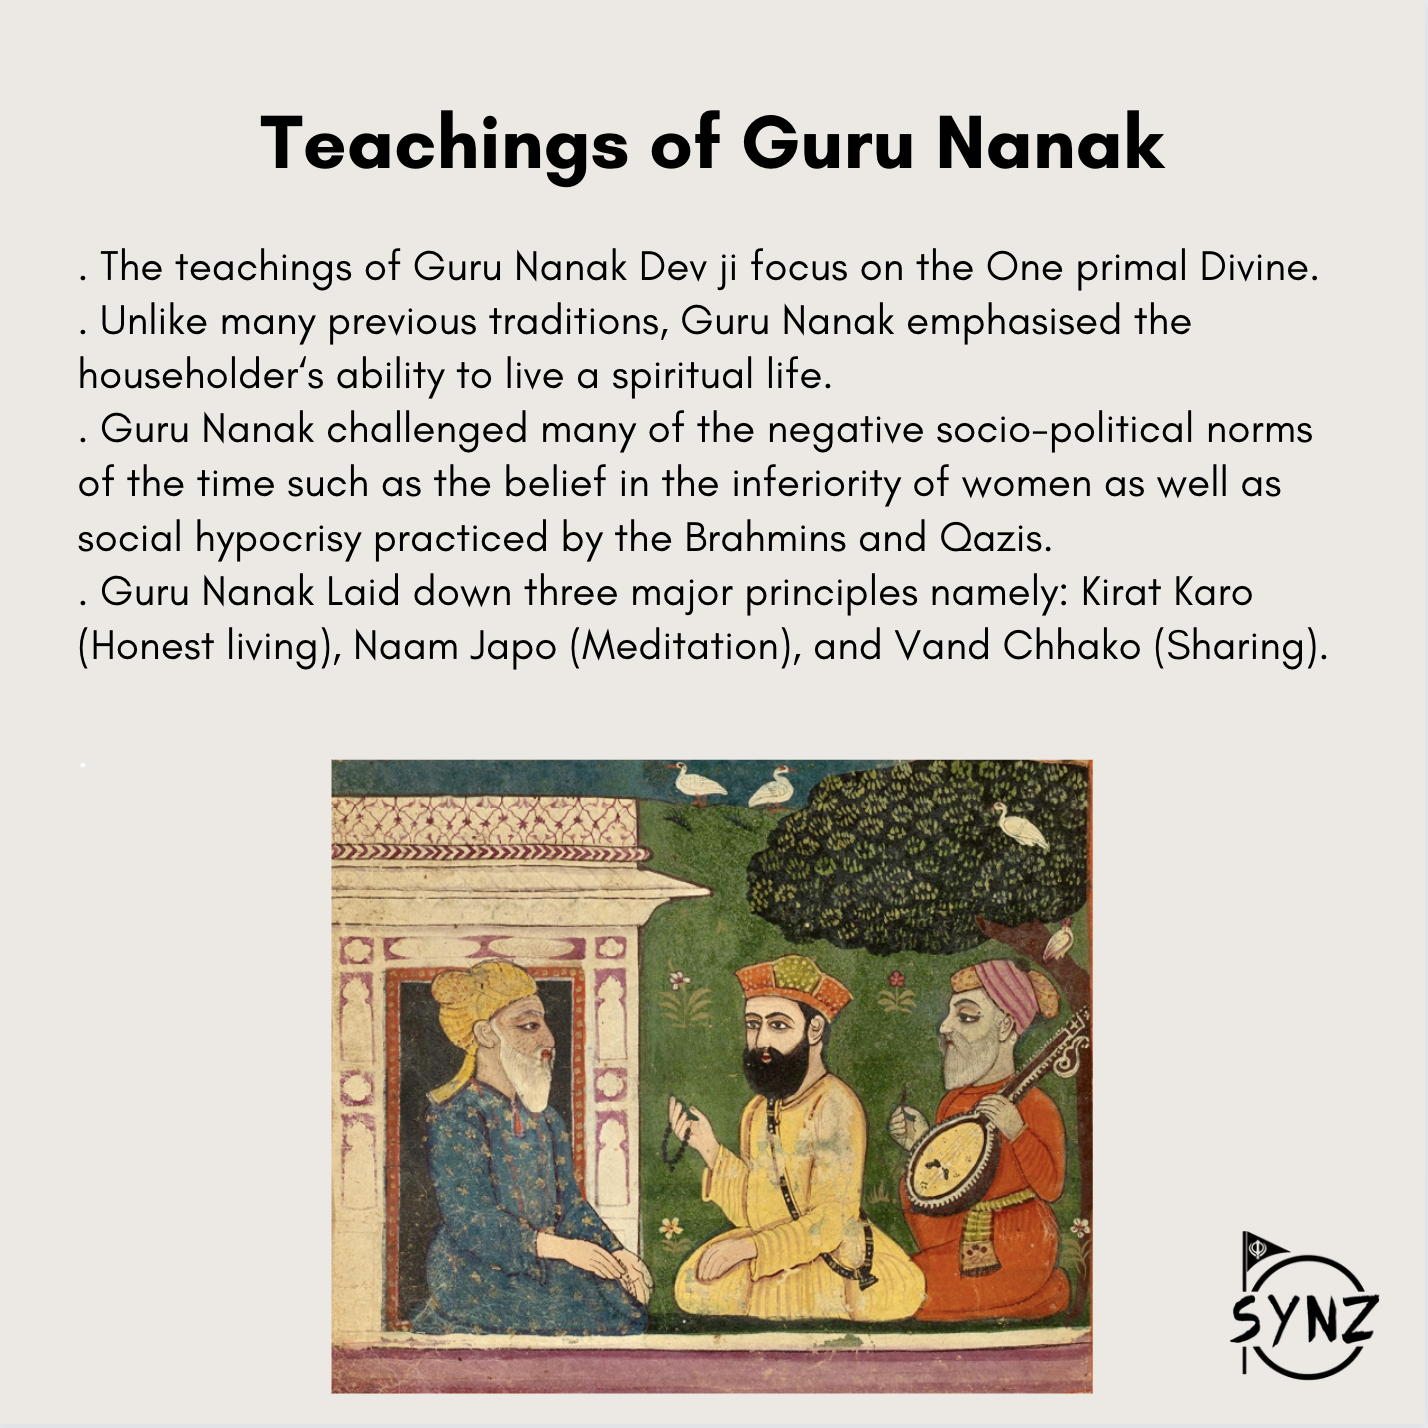 Teachings of Guru Nanak
. The teachings of Guru Nanak Dev ji focus on the One primal Divine.
. Unlike many previous traditions, Guru Nanak emphasised the
householder‘s ability to live a spiritual life.
. Guru Nanak challenged many of the negative socio-political norms
of the time such as the belief in the inferiority of women as well as
social hypocrisy practiced by the Brahmins and Qazis.
. Guru Nanak Laid down three major principles namely: Kirat Karo
(Honest living), Naam Japo (Meditation), and Vand Chhako (Sharing).
.
SYNZ